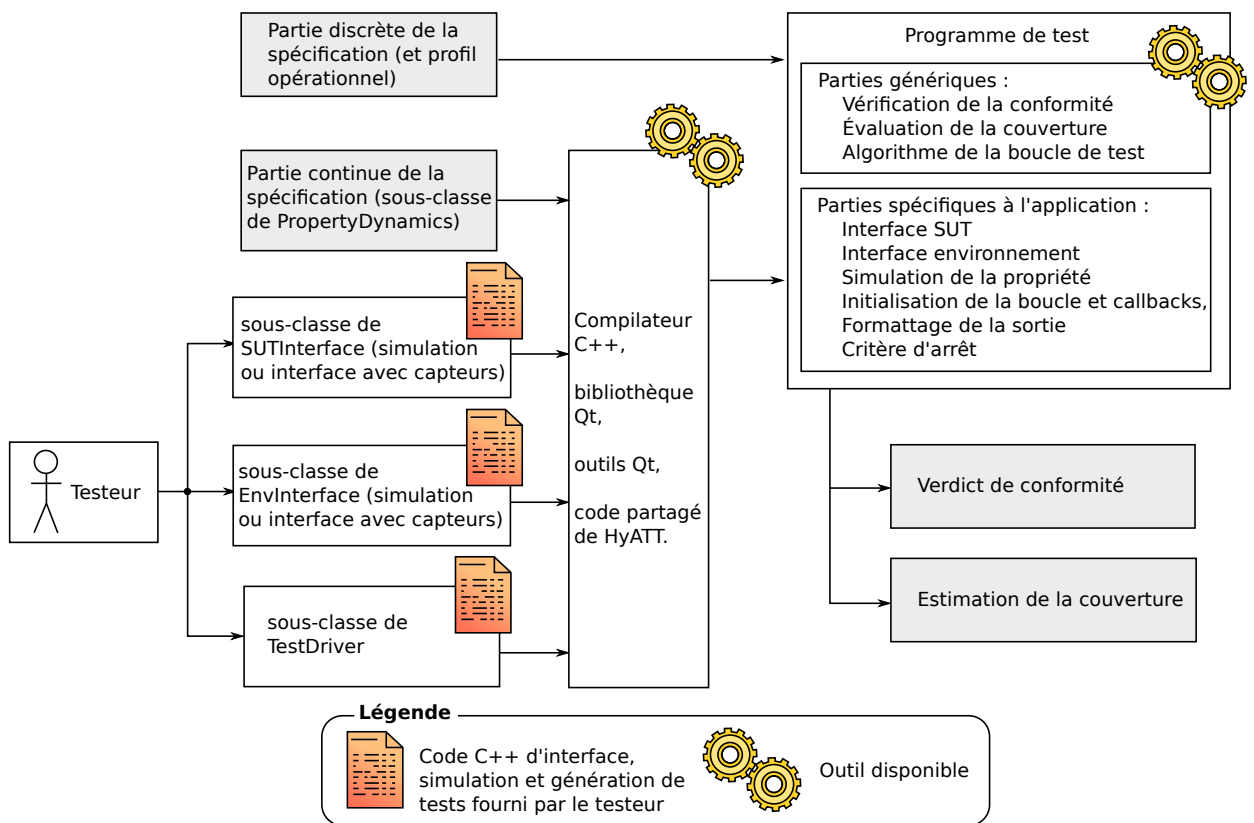 Partie discrète de la
spécification (et profil
opérationnel)
Partie continue de la
spécification (sous-classe
de PropertyDynamics)
sous-classe de
SUTInterface (simulation
ou interface avec capteurs)
Testeur
sous-classe de
EnvInterface (simulation
ou interface avec capteurs)
sous-classe de
TestDriver
Compilateur
C++,
bibliothèque
Qt,
outils Qt,
code partagé
de HyATT.
Programme de test
Parties génériques :
Vérification de la conformité
Évaluation de la couverture
Algorithme de la boucle de test
Parties spécifiques à l'application :
Interface SUT
Interface environnement
Simulation de la propriété
Initialisation de la boucle et callbacks,
Formattage de la sortie
Critère d'arrêt
Verdict de conformité
Estimation de la couverture
Légende
Code C++ d'interface,
simulation et génération de
tests fourni par le testeur
Outil disponible